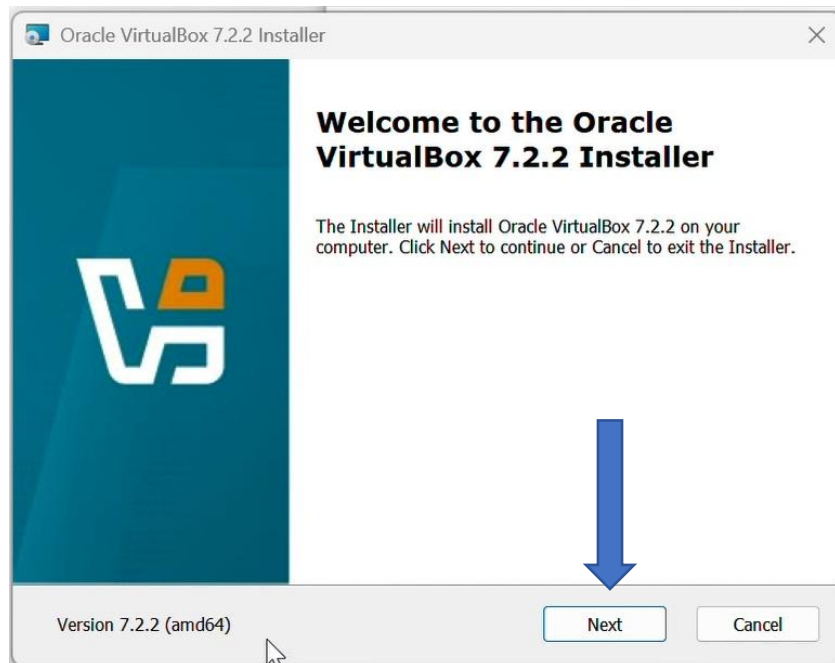 Oracle VirtualBox 7.2.2 Installer
Welcome to the Oracle
VirtualBox 7.2.2 Installer
The Installer will install Oracle VirtualBox 7.2.2 on your
computer. Click Next to continue or Cancel to exit the Installer.
Version 7.2.2 (amd64)
Next
Cancel